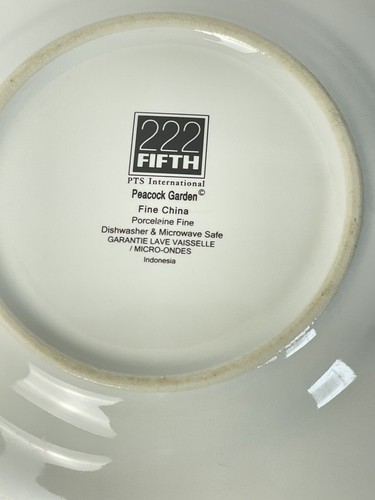 222
FIFTH
PTS International
Peacock Garden©
Fine China
Porcelaine Fine
Dishwasher & Microwave Safe
GARANTIE LAVE VAISSELLE
/ MICRO-ONDES
Indonesia